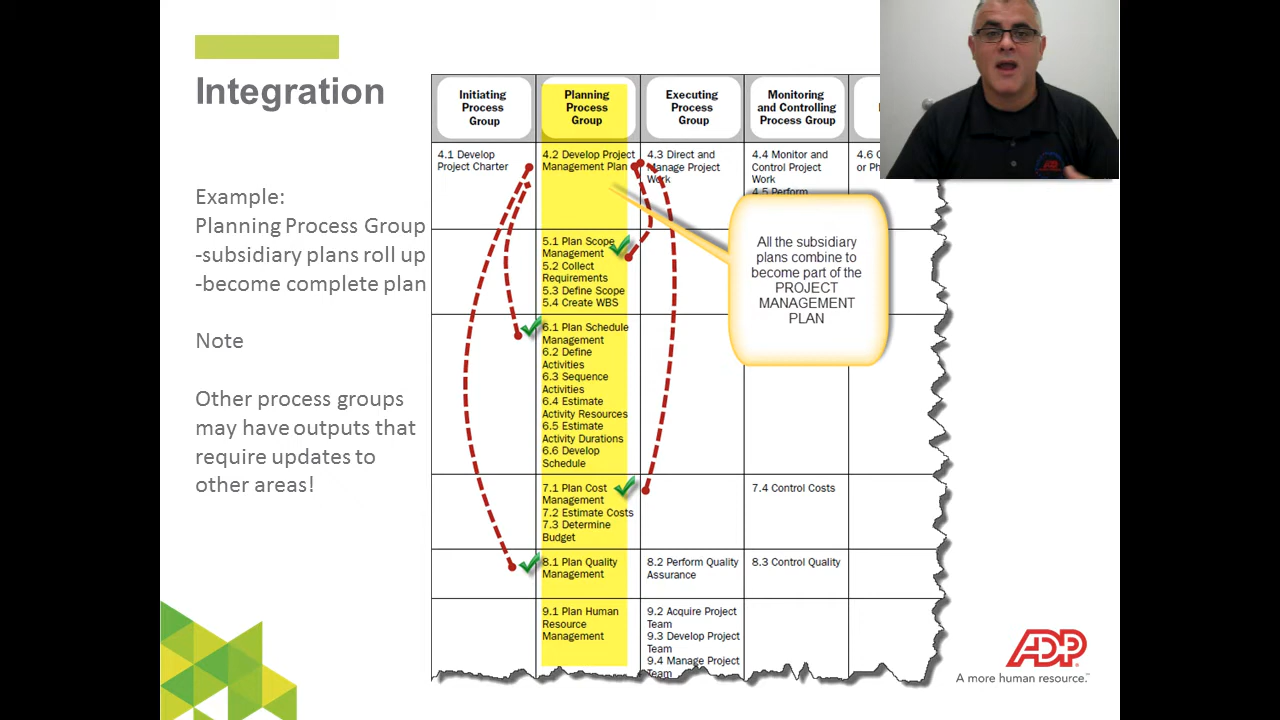 Integration
Example:
Planning Process Group
-subsidiary plans roll up
-become complete plan
Note
Other process groups
may have outputs that
require updates to
other areas!
Initiating
Process
Group
Planning
Process
Group
Executing
Process
Group
Monitoring
and Controlling
Process Group
4.1 Develop
Project Charter
4.2 Develop Project
Management Plan
4.3 Direct and
Manage Project
Work
4.4 Monitor and
Control Project
Work
4.5 Perform
4.6
or
5.1 Plan Scope
Management
5.2 Collect
Requirements
5.3 Define Scope
5.4 Create WBS
All the subsidiary
plans combine to
become part of the
PROJECT
MANAGEMENT
PLAN
6.1 Plan Schedule
Management
6.2 Define
Activities
6.3 Sequence
Activities
6.4 Estimate
Activity Resources
6.5 Estimate
Activity Durations
6.6 Develop
Schedule
7.1 Plan Cost
Management
7.2 Estimate Costs
7.3 Determine
Budget
7.4 Control Costs
8.1 Plan Quality
Management
8.2 Perform Quality
Assurance
8.3 Control Quality
9.1 Plan Human
Resource
Management
9.2 Acquire Project
Team
9.3 Develop Project
Team
9.4 Manage Project
Team
ADP
A more human resource.™
ADP